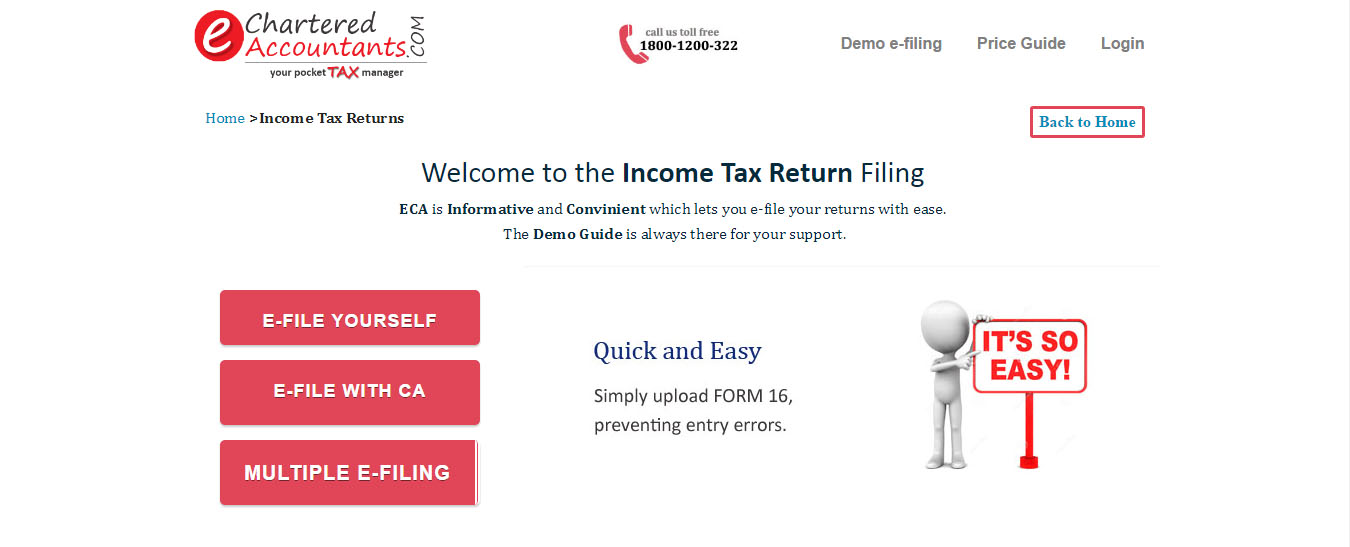 e Chartered
Accountants.COM
your pocket TAX manager
call us toll free
1800-1200-322
Demo e-filing
Price Guide
Login
Home >Income Tax Returns
Back to Home
Welcome to the Income Tax Return Filing
ECA is Informative and Convinient which lets you e-file your returns with ease.
The Demo Guide is always there for your support.
E-FILE YOURSELF
E-FILE WITH CA
MULTIPLE E-FILING
Quick and Easy
Simply upload FORM 16,
preventing entry errors.
IT'S SO
EASY!